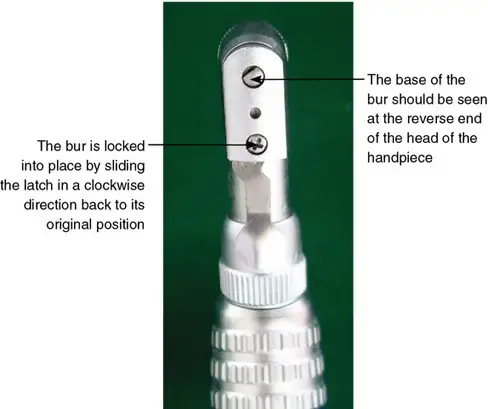 The base of the
bur should be seen
at the reverse end
of the head of the
handpiece
The bur is locked
into place by sliding
the latch in a clockwise
direction back to its
original position